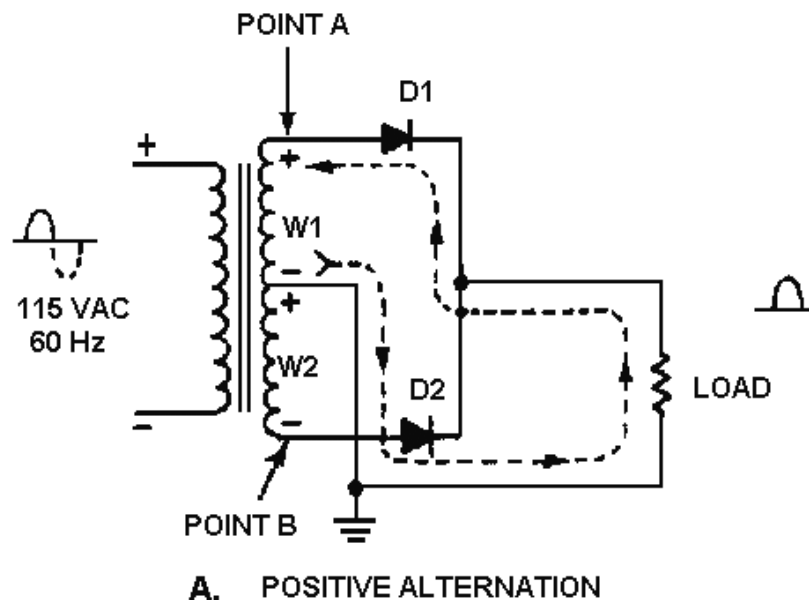 POINT A
D1
+
+
W1
115 VAC
60 Hz
−
+
W2
D2
LOAD
−
−
POINT B
A. POSITIVE ALTERNATION